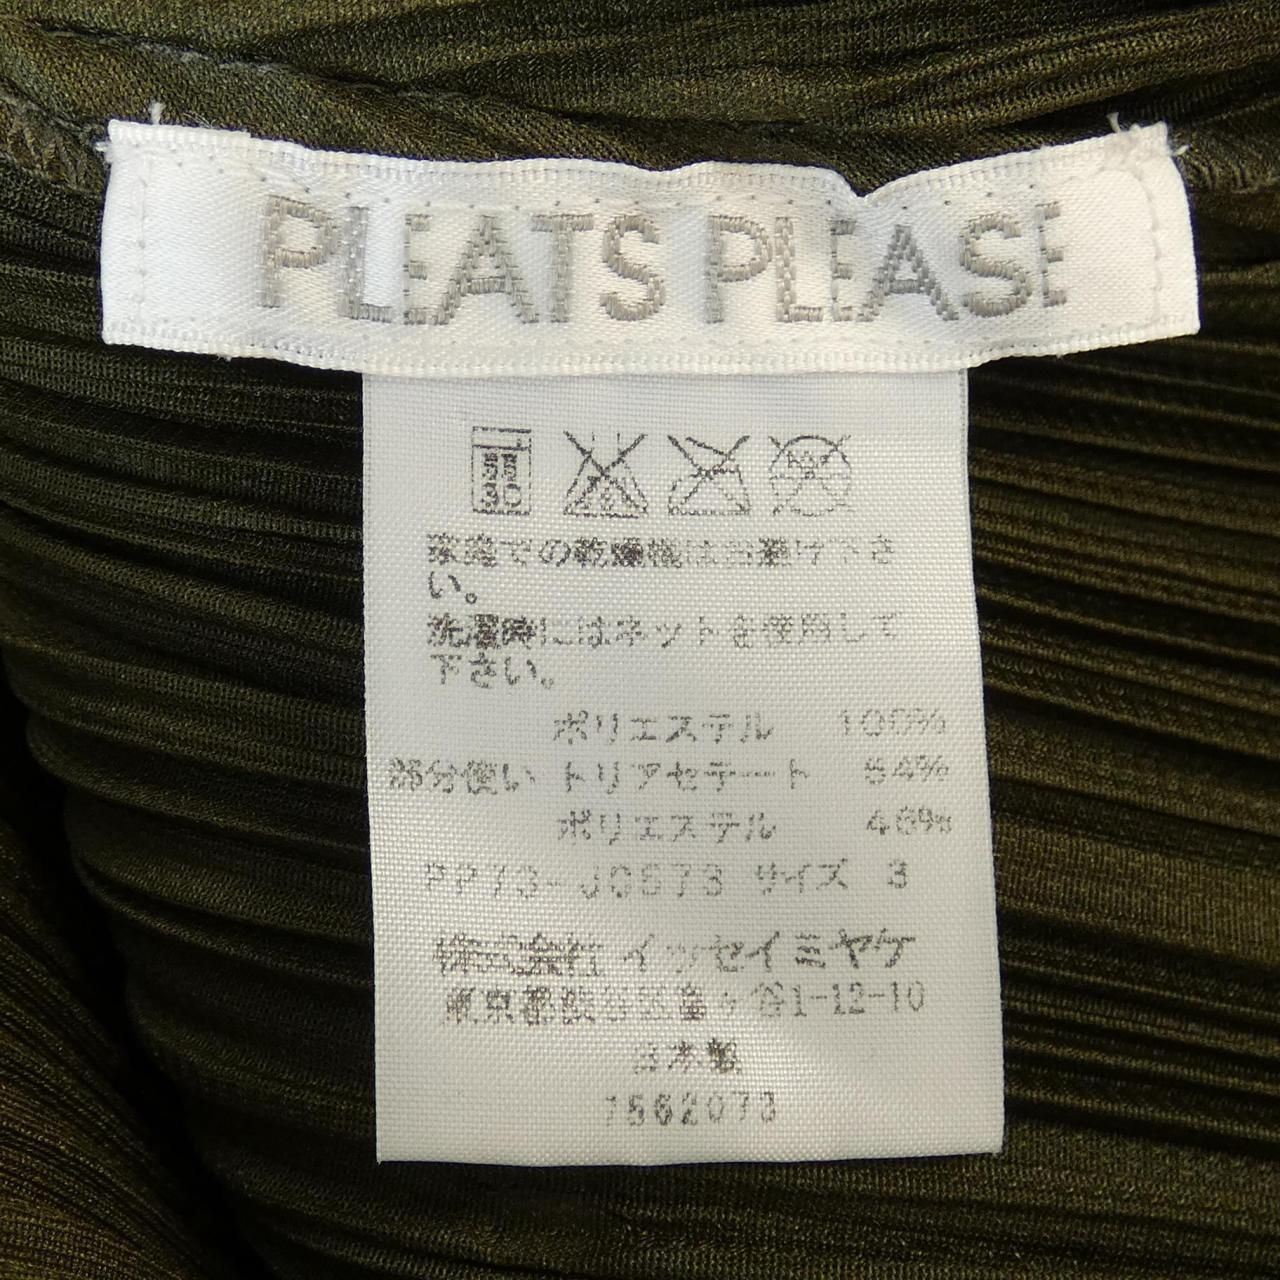 PLEATS PLEASE
家庭での乾燥機はお避け下さ
い。
洗濯時にはネットを使用して
下さい。
ポリエステル 100%
部分使い トリアセテート 54%
ポリエステル 46%
サイズ 3
株式会社 イッセイミヤケ
東京都渋谷区富ヶ谷1-12-10
日本製
7562073